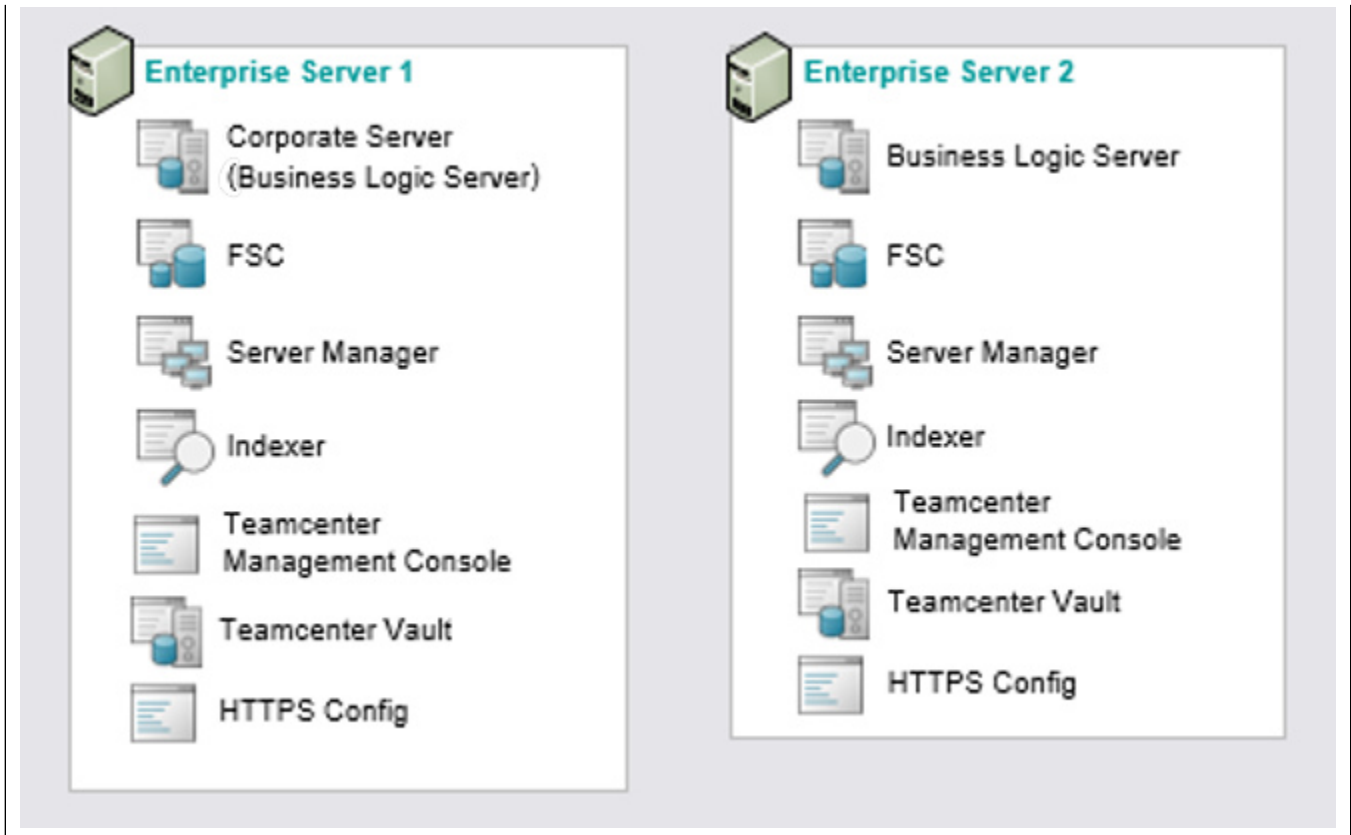 Enterprise Server 1
Corporate Server
(Business Logic Server)
FSC
Server Manager
Indexer
Teamcenter
Management Console
Teamcenter Vault
HTTPS Config
Enterprise Server 2
Business Logic Server
FSC
Server Manager
Indexer
Teamcenter
Management Console
Teamcenter Vault
HTTPS Config